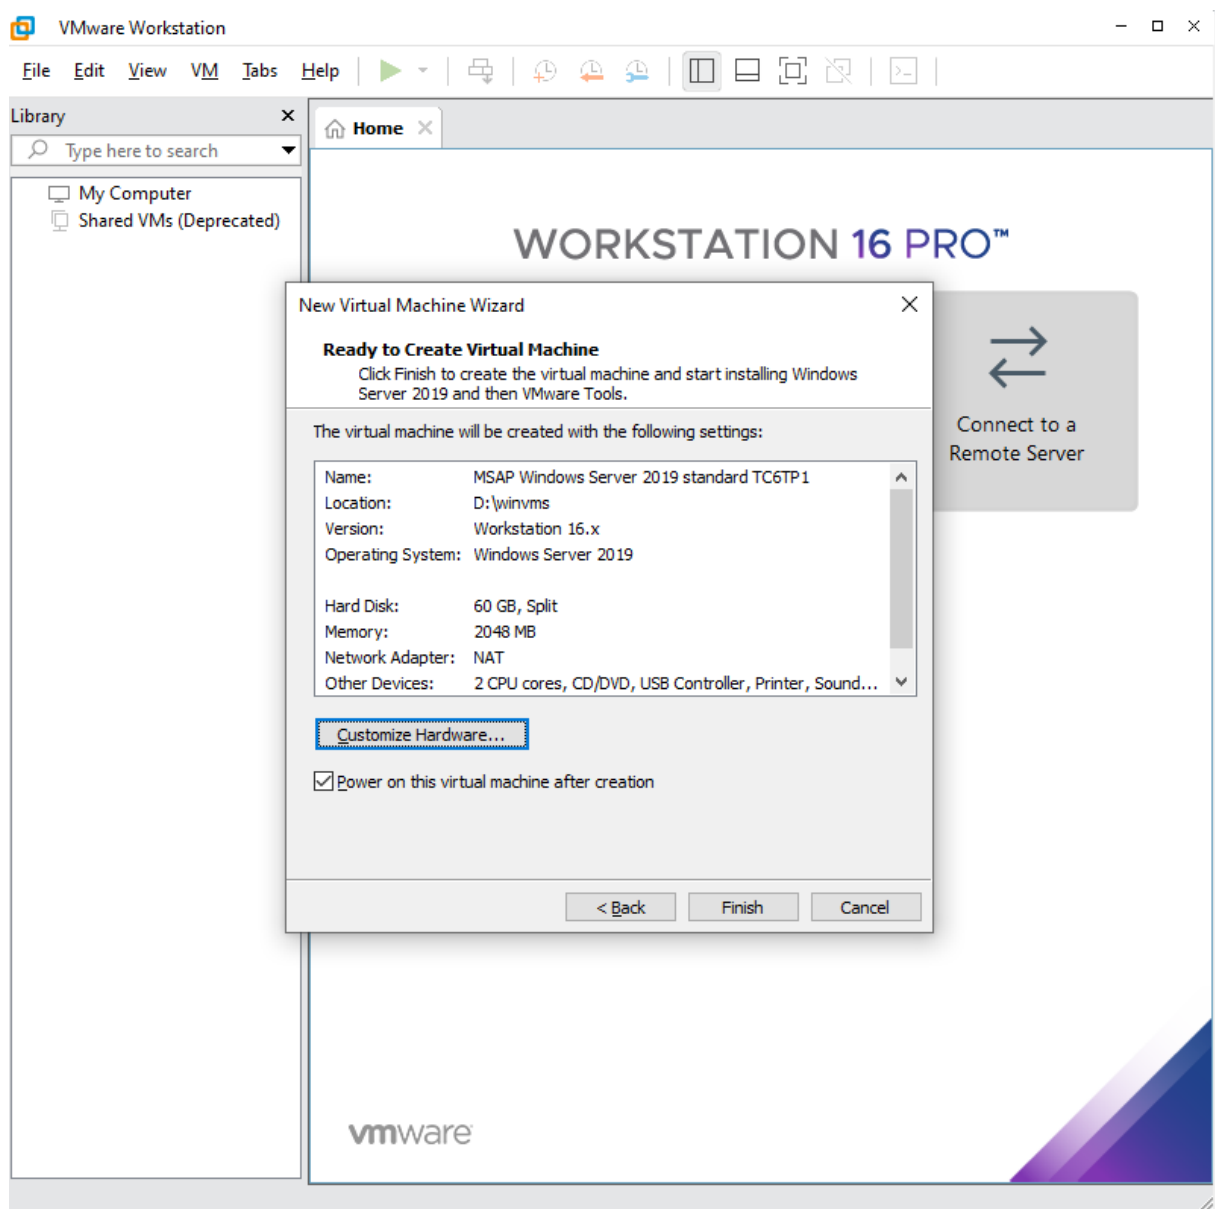 VMware Workstation
File Edit View VM Tabs Help
Library
Home
Type here to search
My Computer
Shared VMs (Deprecated)
WORKSTATION 16 PRO™
New Virtual Machine Wizard
Ready to Create Virtual Machine
Click Finish to create the virtual machine and start installing Windows
Server 2019 and then VMware Tools.
The virtual machine will be created with the following settings:
Name: MSAP Windows Server 2019 standard TC6TP1
Location: D:\winvms
Version: Workstation 16.x
Operating System: Windows Server 2019
Hard Disk: 60 GB, Split
Memory: 2048 MB
Network Adapter: NAT
Other Devices: 2 CPU cores, CD/DVD, USB Controller, Printer, Sound...
Customize Hardware...
Power on this virtual machine after creation
< Back Finish Cancel
Connect to a
Remote Server
vmware